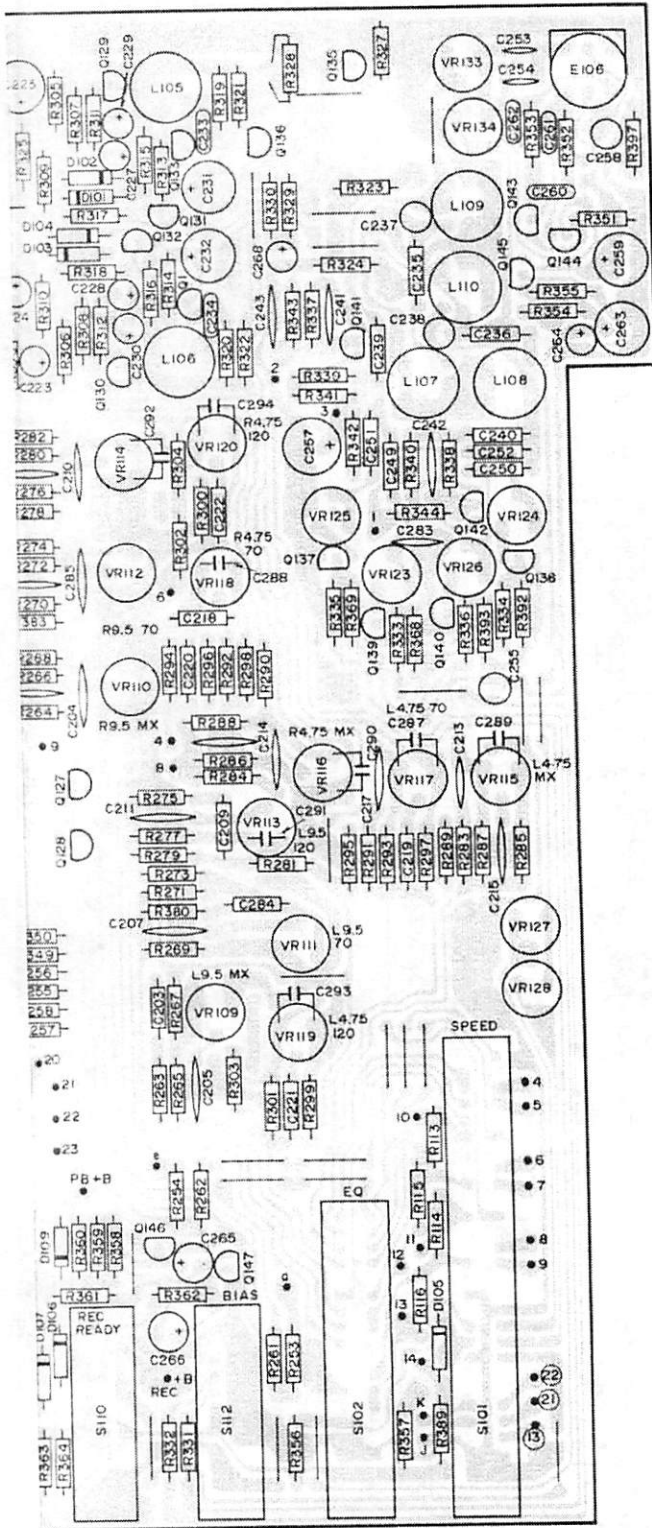 Q129
C229
R305
R307
R311
D102
C225
R325
R309
L105
R319
R321
C233
R315
R313
Q133
C227
D101
R317
Q131
D104
D103
Q132
R318
C231
C232
Q136
R328
Q135
R327
VR133
C253
C254
E106
VR134
C262
R353
C261
R352
C258
R397
R330
R329
R323
C237
L109
Q143
C260
R351
C268
R324
C235
Q145
Q144
C259
L110
R355
R354
C264
C263
R310
C228
R316
R314
R306
R308
R312
C230
Q130
C223
C234
L106
R320
R322
C243
R343
R337
C241
Q141
C239
C238
C236
L107
L108
2
R339
R341
3
R282
R280
R276
R278
C210
C292
VR114
R304
C294
R4.75
120
VR120
C257
R342
C251
C249
R340
C242
R338
C240
C252
C250
R300
C222
R302
VR125
1
R344
C283
Q142
VR124
R274
R272
R270
C285
VR112
R4.75
70
VR118
C288
Q137
VR123
VR126
Q138
6
C218
R335
R369
Q139
R333
R368
Q140
R336
R393
R334
R392
R9.5 70
R268
R266
R264
C204
VR110
R294
C220
R296
R292
R298
R290
C255
R9.5 MX
9
4
8
R288
C214
R286
R284
R4.75 MX
C290
VR116
C217
L4.75 70
C287
VR117
C213
C289
VR115
L4.75
MX
Q127
Q128
R275
C211
R277
R279
R273
R271
R380
C207
R269
C209
VR113
C291
L9.5
120
R281
C284
R295
R291
R293
C219
R297
R289
R283
R287
C215
R285
VR111
L9.5
70
VR127
VR128
L9.5 MX
VR109
C203
R267
C293
L4.75
120
VR119
SPEED
20
21
22
23
R263
R265
C205
R303
R301
C221
R299
10
R113
4
5
6
7
8
9
PB +B
R254
R262
EQ
R115
R114
11
12
13
R116
D105
14
D109
R360
R359
R358
Q146
C265
Q147
R361
R362
BIAS
D107
D106
REC
READY
C266
+B
REC
R261
R253
22
21
13
K
J
S110
S112
S102
S101
R363
R364
R332
R331
R356
R357
R389